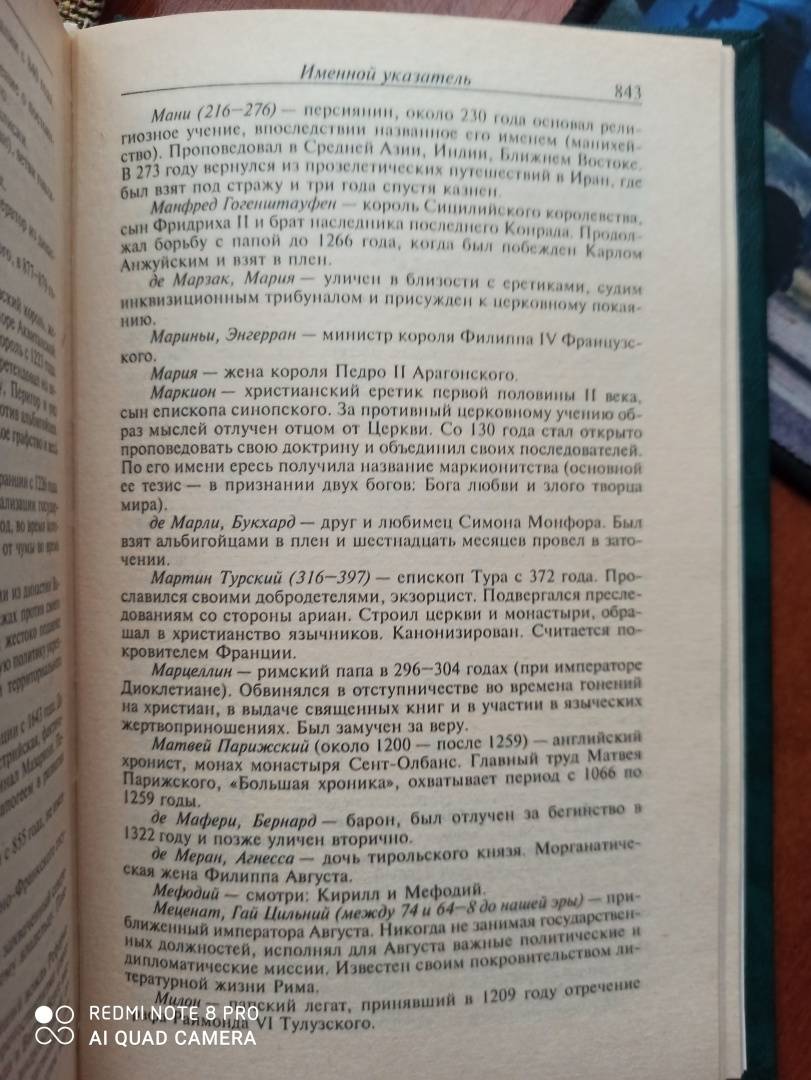 Именной указатель
843
Мани (216—276) — персиянин, около 230 года основал рели-
гиозное учение, впоследствии названное его именем (манихей-
ство). Проповедовал в Средней Азии, Индии, Ближнем Востоке.
В 273 году вернулся из прозелетических путешествий в Иран, где
был взят под стражу и три года спустя казнен.
Манфред Гогенштауфен — король Сицилийского королевства,
сын Фридриха II и брат наследника последнего Конрада. Продол-
жал борьбу с папой до 1266 года, когда был побежден Карлом
Анжуйским и взят в плен.
де Марзак, Мария — уличен в близости с еретиками, судим
инквизиционным трибуналом и присужден к церковному покая-
нию.
Мариньи, Энгерран — министр короля Филиппа IV Французс-
кого.
Мария — жена короля Педро II Арагонского.
Маркион — христианский еретик первой половины II века,
сын епископа синопского. За противный церковному учению об-
раз мыслей отлучен отцом от Церкви. Со 130 года стал открыто
проповедовать свою доктрину и объединил своих последователей.
По его имени ересь получила название маркионитства (основной
ее тезис — в признании двух богов: Бога любви и злого творца
мира).
де Марли, Букхард — друг и любимец Симона Монфора. Был
взят альбигойцами в плен и шестнадцать месяцев провел в зато-
чении.
Мартин Турский (316—397) — епископ Тура с 372 года. Про-
славился своими добродетелями, экзорцист. Подвергался пресле-
дованиям со стороны ариан. Строил церкви и монастыри, обра-
шал в христианство язычников. Канонизирован. Считается по-
кровителем Франции.
Марцеллин — римский папа в 296—304 годах (при императоре
Диоклетиане). Обвинялся в отступничестве во времена гонений
на христиан, в выдаче священных книг и в участии в языческих
жертвоприношениях. Был замучен за веру.
Матвей Парижский (около 1200 — после 1259) — английский
хронист, монах монастыря Сент-Олбанс. Главный труд Матвея
Парижского, «Большая хроника», охватывает период с 1066 по
1259 годы.
де Мафери, Бернард — барон, был отлучен за бегинство в
1322 году и позже уличен вторично.
де Меран, Агнесса — дочь тирольского князя. Морганатиче-
ская жена Филиппа Августа.
Мефодий — смотри: Кирилл и Мефодий.
Меценат, Гай Цильний (между 74 и 64—8 до нашей эры) — при-
ближенный императора Августа. Никогда не занимая государствен-
ных должностей, исполнял для Августа важные политические и
дипломатические миссии. Известен своим покровительством ли-
тературной жизни Рима.
Милон — папский легат, принявший в 1209 году отречение
Раймонда VI Тулузского.
REDMI NOTE 8 PRO
AI QUAD CAMERA